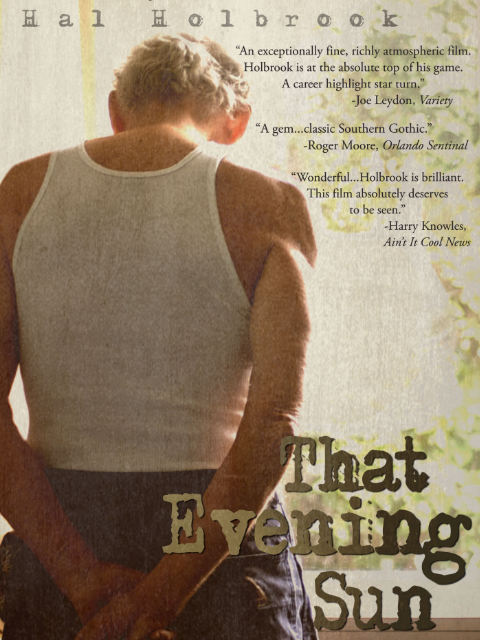 Hal Holbrook
"An exceptionally fine, richly atmospheric film.
Holbrook is at the absolute top of his game.
A career highlight star turn."
-Joe Leydon, Variety
"A gem...classic Southern Gothic."
-Roger Moore, Orlando Sentinal
"Wonderful...Holbrook is brilliant.
This film absolutely deserves
to be seen."
-Harry Knowles,
Ain't It Cool News
That
Evening
Sun